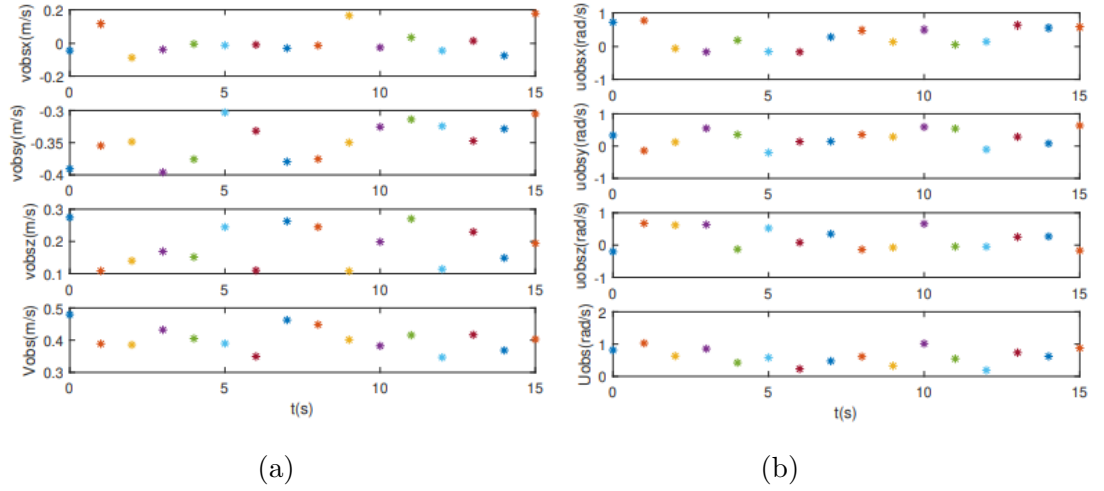 vobsx(m/s)
0.2
0
-0.2
0 5 10 15
vobsy(m/s)
-0.3
-0.35
-0.4
0 5 10 15
vobsz(m/s)
0.3
0.2
0.1
0 5 10 15
Vobs(m/s)
0.5
0.4
0.3
0 5 10 15
t(s)
(a)
uobsx(rad/s)
1
0
-1
0 5 10 15
uobsy(rad/s)
1
0
-1
0 5 10 15
uobsz(rad/s)
1
0
-1
0 5 10 15
Uobs(rad/s)
2
1
0
0 5 10 15
t(s)
(b)